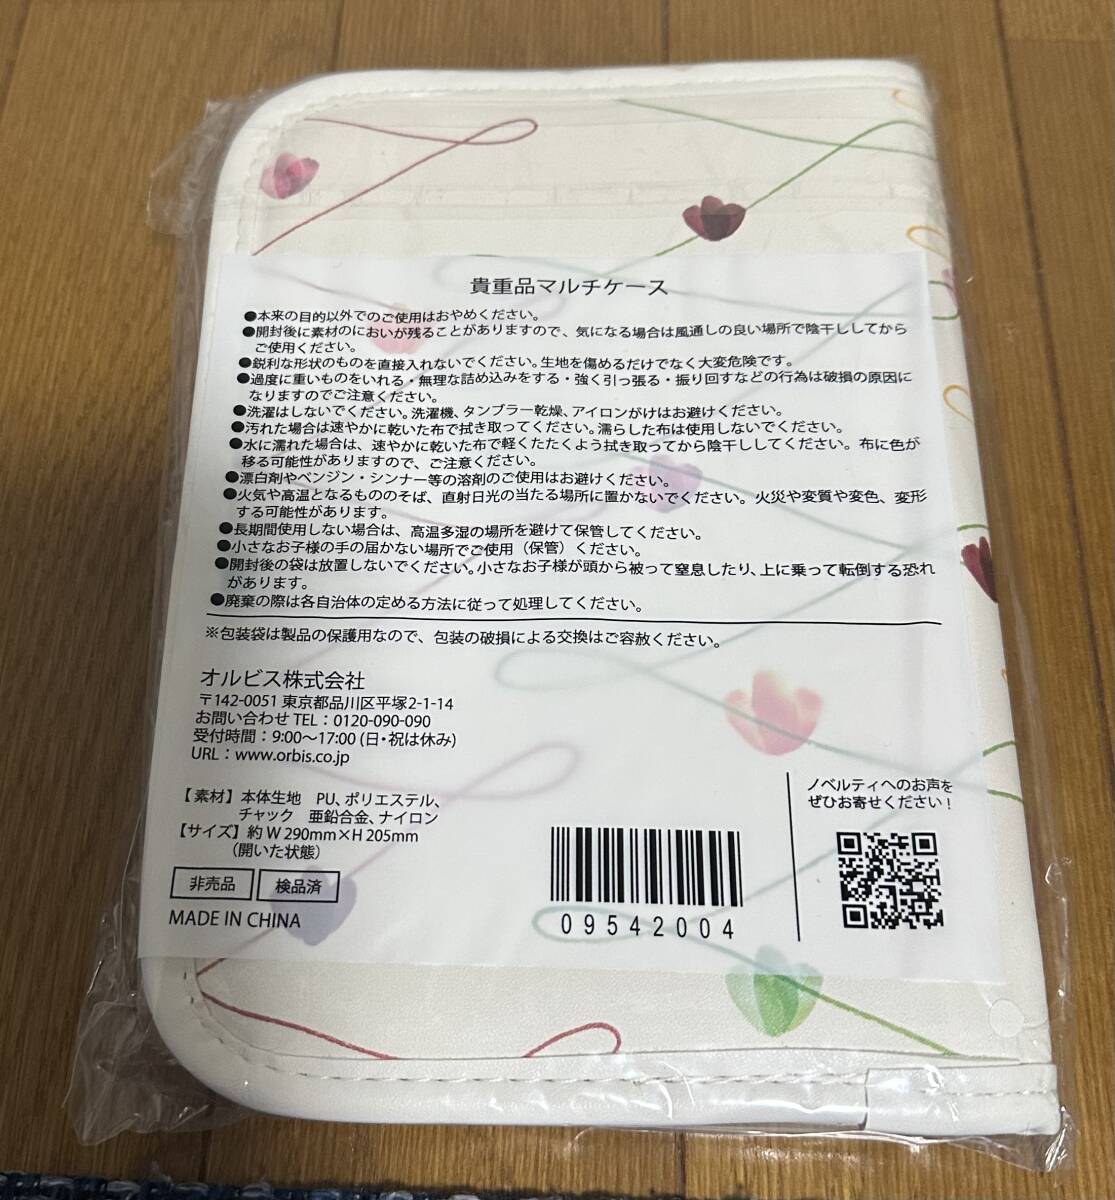 貴重品マルチケース
●本来の目的以外でのご使用はおやめください。
●開封後に素材のにおいが残ることがありますので、気になる場合は風通しの良い場所で陰干ししてから
ご使用ください。
●鋭利な形状のものを直接入れないでください。生地を傷めるだけでなく大変危険です。
●過度に重いものをいれる・無理な詰め込みをする・強く引っ張る・振り回すなどの行為は破損の原因に
なりますのでご注意ください。
●洗濯はしないでください。洗濯機、タンブラー乾燥、アイロンがけはお避けください。
●汚れた場合は速やかに乾いた布で拭き取ってください。濡らした布は使用しないでください。
●水に濡れた場合は、速やかに乾いた布で軽くたたくよう拭き取ってから陰干ししてください。布に色が
移る可能性がありますので、ご注意ください。
●漂白剤やベンジン・シンナー等の溶剤のご使用はお避けください。
●火気や高温となるもののそば、直射日光の当たる場所に置かないでください。火災や変質や変色、変形
する可能性があります。
●長期間使用しない場合は、高温多湿の場所を避けて保管してください。
●小さなお子様の手の届かない場所でご使用（保管）ください。
●開封後の袋は放置しないでください。小さなお子様が頭から被って窒息したり、上に乗って転倒する恐れ
があります。
●廃棄の際は各自治体の定める方法に従って処理してください。
※包装袋は製品の保護用なので、包装の破損による交換はご容赦ください。
オルビス株式会社
〒142-0051 東京都品川区平塚2-1-14
お問い合わせ TEL：0120-090-090
受付時間：9:00～17:00 (日・祝は休み)
URL：www.orbis.co.jp
【素材】本体生地 PU、ポリエステル、
チャック 亜鉛合金、ナイロン
【サイズ】約 W 290mm×H 205mm
（開いた状態）
非売品 検品済
MADE IN CHINA
09542004
ノベルティへのお声を
ぜひお寄せください！